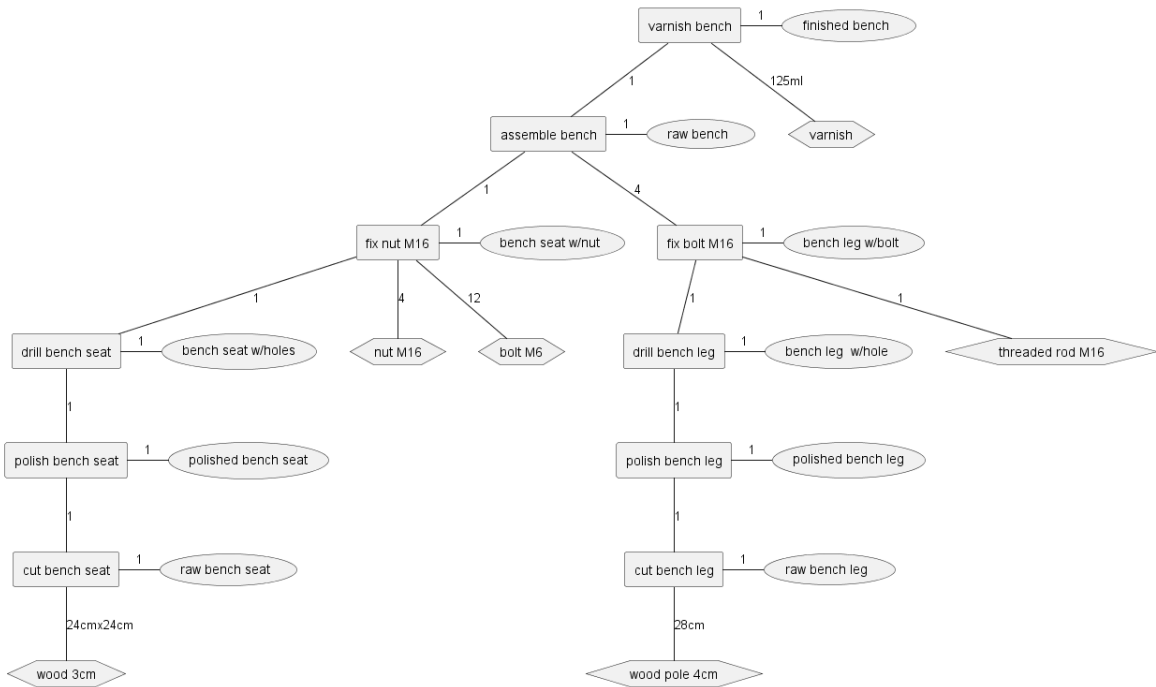 1
varnish bench
finished bench
1
125ml
1
assemble bench
raw bench
varnish
1
4
1
1
fix nut M16
bench seat w/nut
fix bolt M16
bench leg w/bolt
1
4
12
1
1
1
1
drill bench seat
bench seat w/holes
nut M16
bolt M6
drill bench leg
bench leg  w/hole
threaded rod M16
1
1
1
1
polish bench seat
polished bench seat
polish bench leg
polished bench leg
1
1
1
1
cut bench seat
raw bench seat
cut bench leg
raw bench leg
24cmx24cm
28cm
wood 3cm
wood pole 4cm